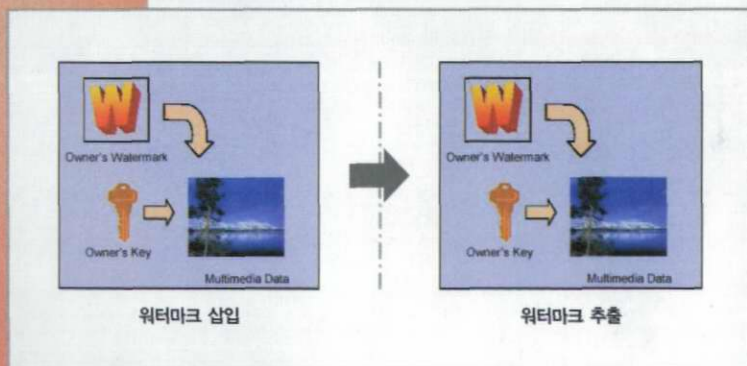 W
Owner's Watermark
Owner's Key
Multimedia Data
워터마크 삽입
W
Owner's Watermark
Owner's Key
Multimedia Data
워터마크 추출